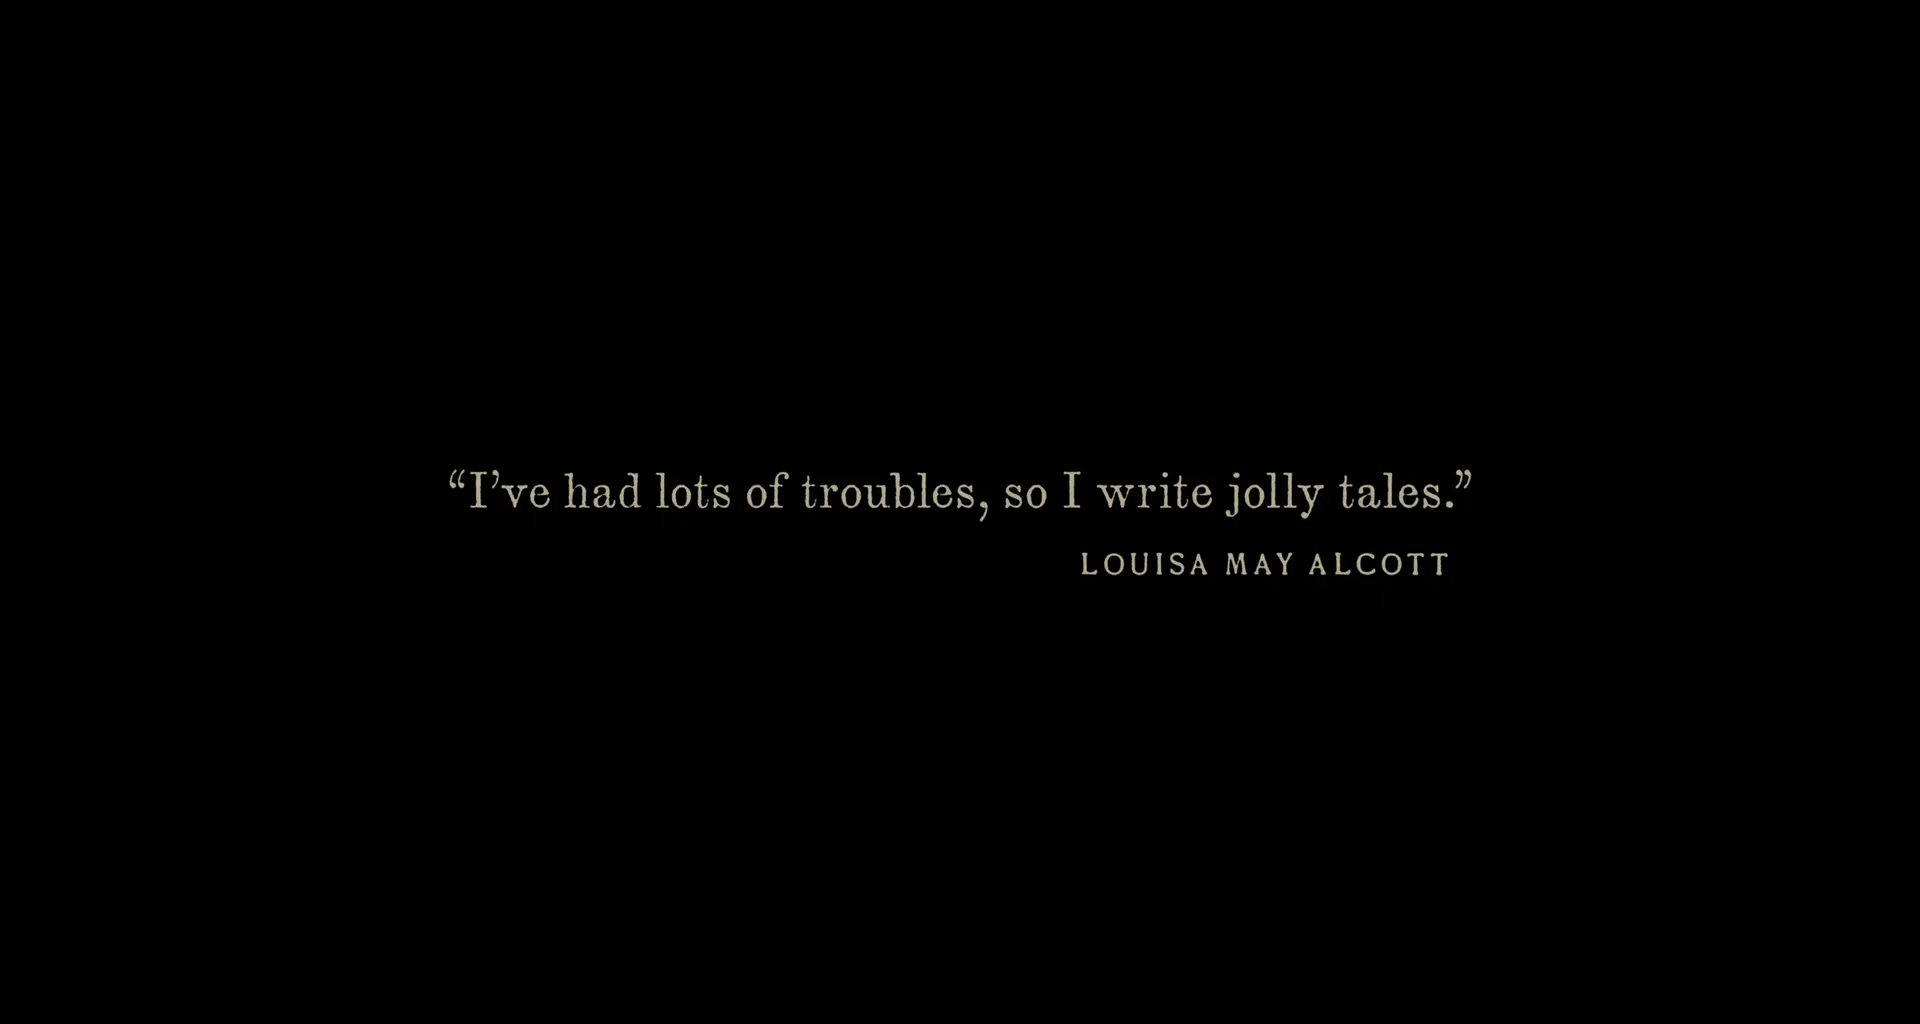 “I’ve had lots of troubles, so I write jolly tales.”
LOUISA MAY ALCOTT